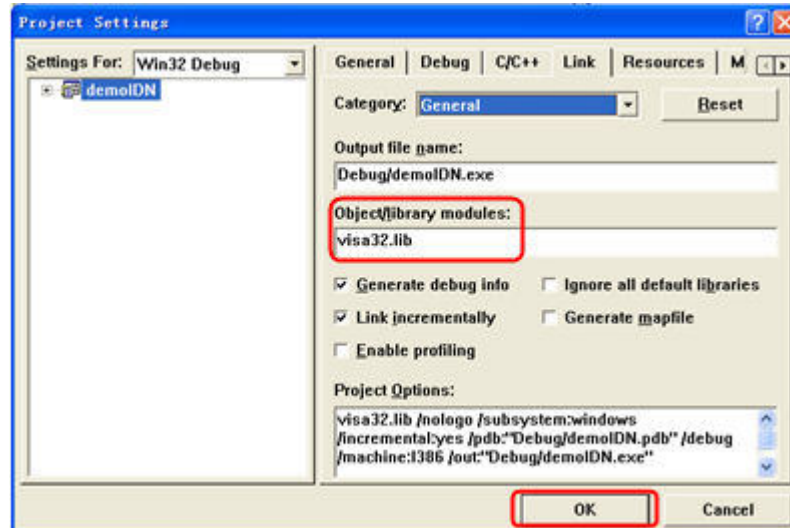 Project Settings
Settings For: Win32 Debug
demoIDN
General Debug C/C++ Link Resources M
Category: General Reset
Output file name:
Debug/demoIDN.exe
Object/library modules:
visa32.lib
Generate debug info Ignore all default libraries
Link incrementally Generate mapfile
Enable profiling
Project Options:
visa32.lib /nologo /subsystem:windows
/incremental:yes /pdb:"Debug/demoIDN.pdb" /debug
/machine:I386 /out:"Debug/demoIDN.exe"
OK Cancel